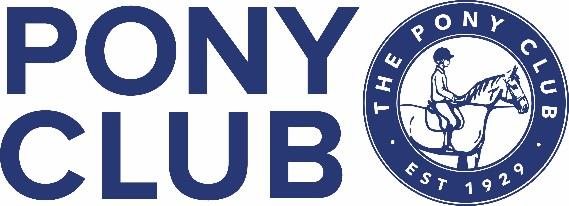 PONY
CLUB
THE PONY CLUB
· EST 1929 ·